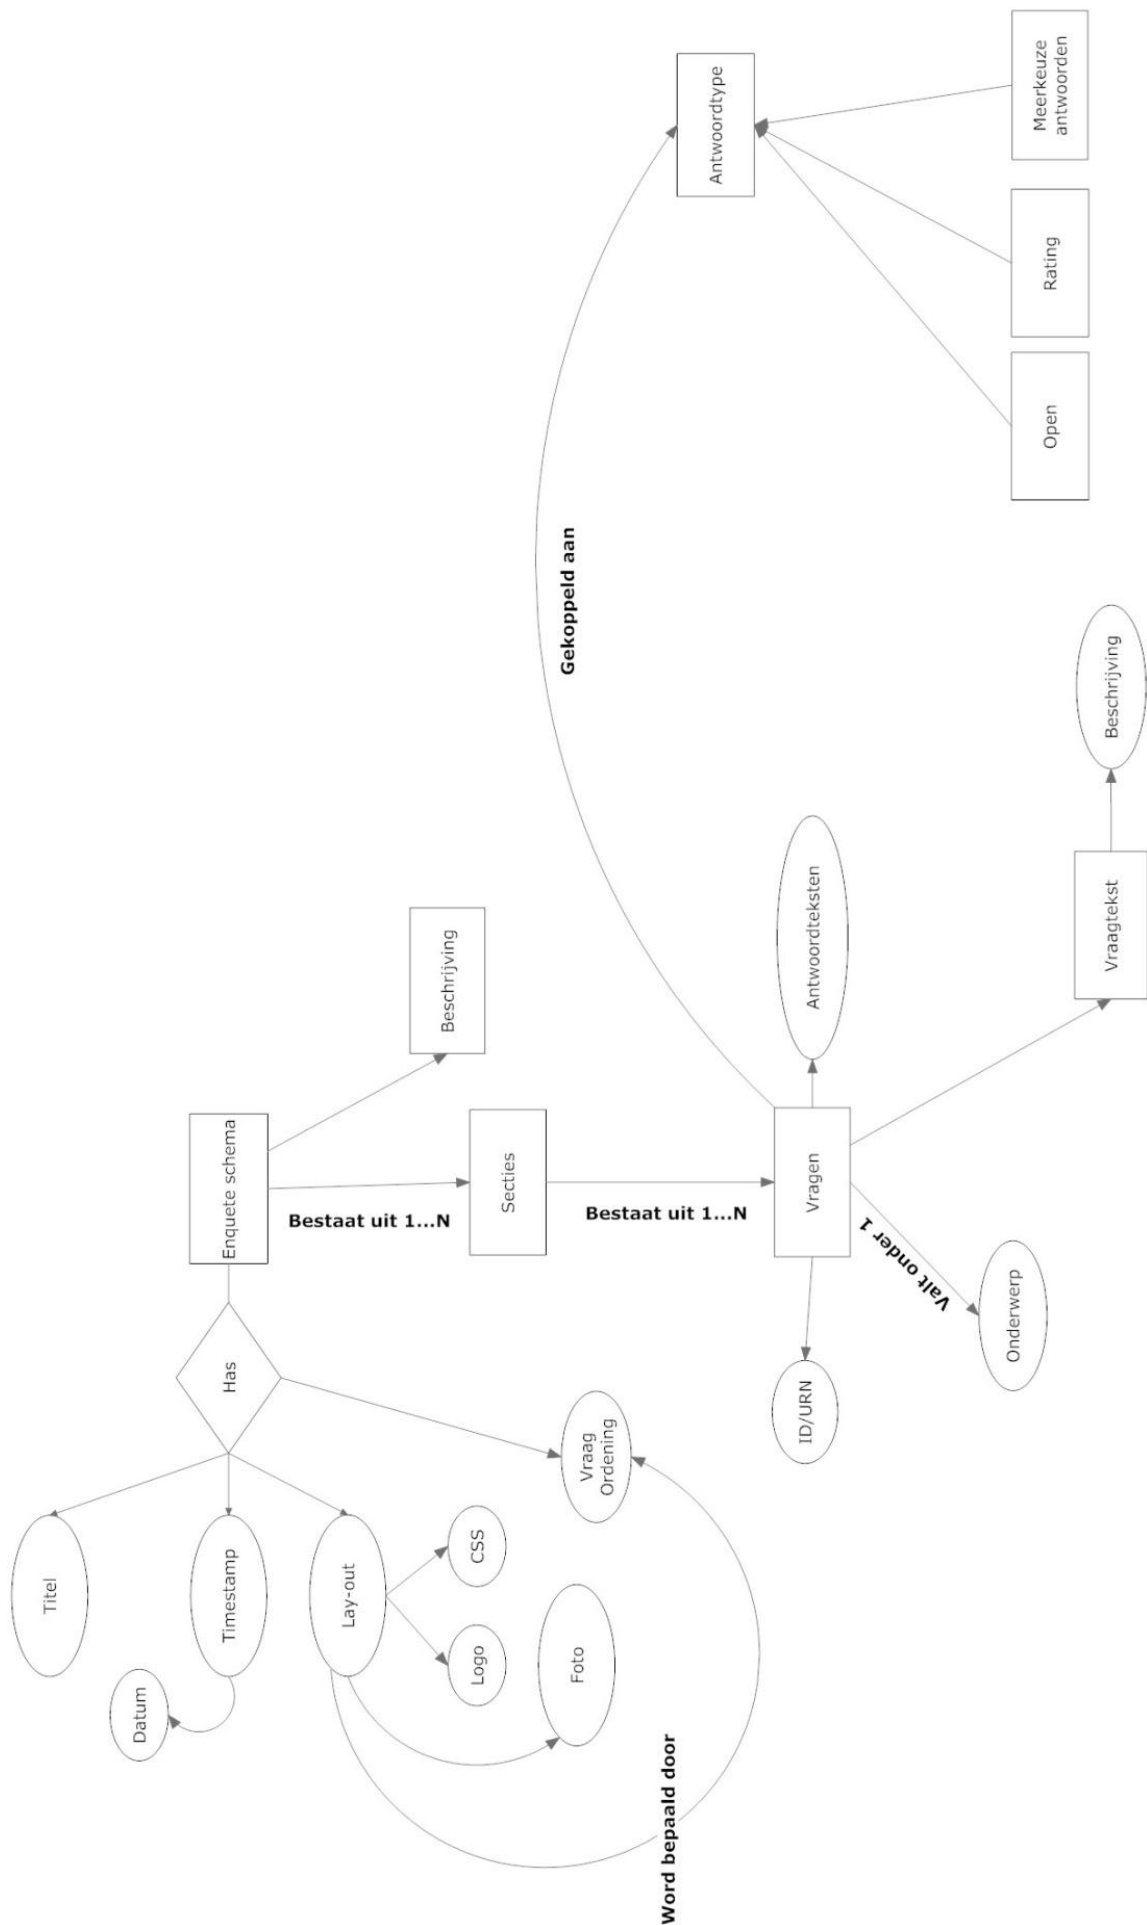 Titel
Datum
Timestamp
Lay-out
Logo
CSS
Foto
Word bepaald door
Vraag
Ordening
Has
Enquete schema
Beschrijving
Bestaat uit 1...N
Secties
Bestaat uit 1...N
Vragen
ID/URN
Valt onder 1
Onderwerp
Antwoordteksten
Vraagtekst
Beschrijving
Gekoppeld aan
Antwoordtype
Open
Rating
Meerkeuze
antwoorden